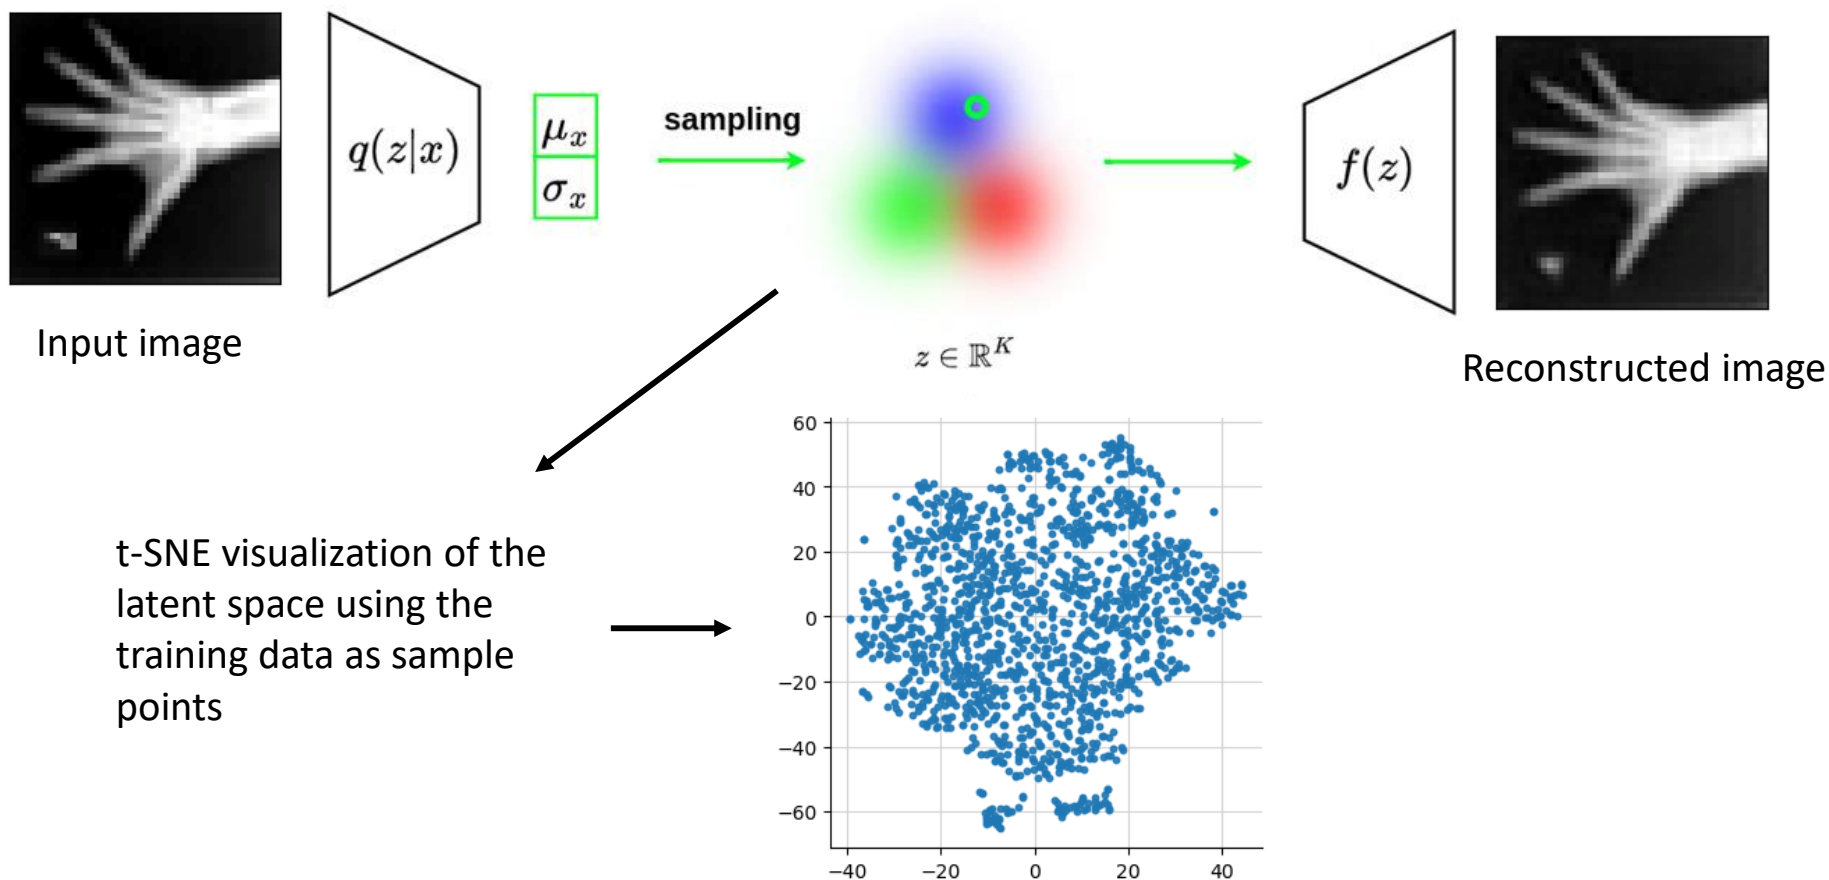 q(z|x)
μₓ
σₓ
sampling
z ∈ ℝᴷ
f(z)
Input image
Reconstructed image
t-SNE visualization of the
latent space using the
training data as sample
points
60
40
20
0
−20
−40
−60
−40 −20 0 20 40